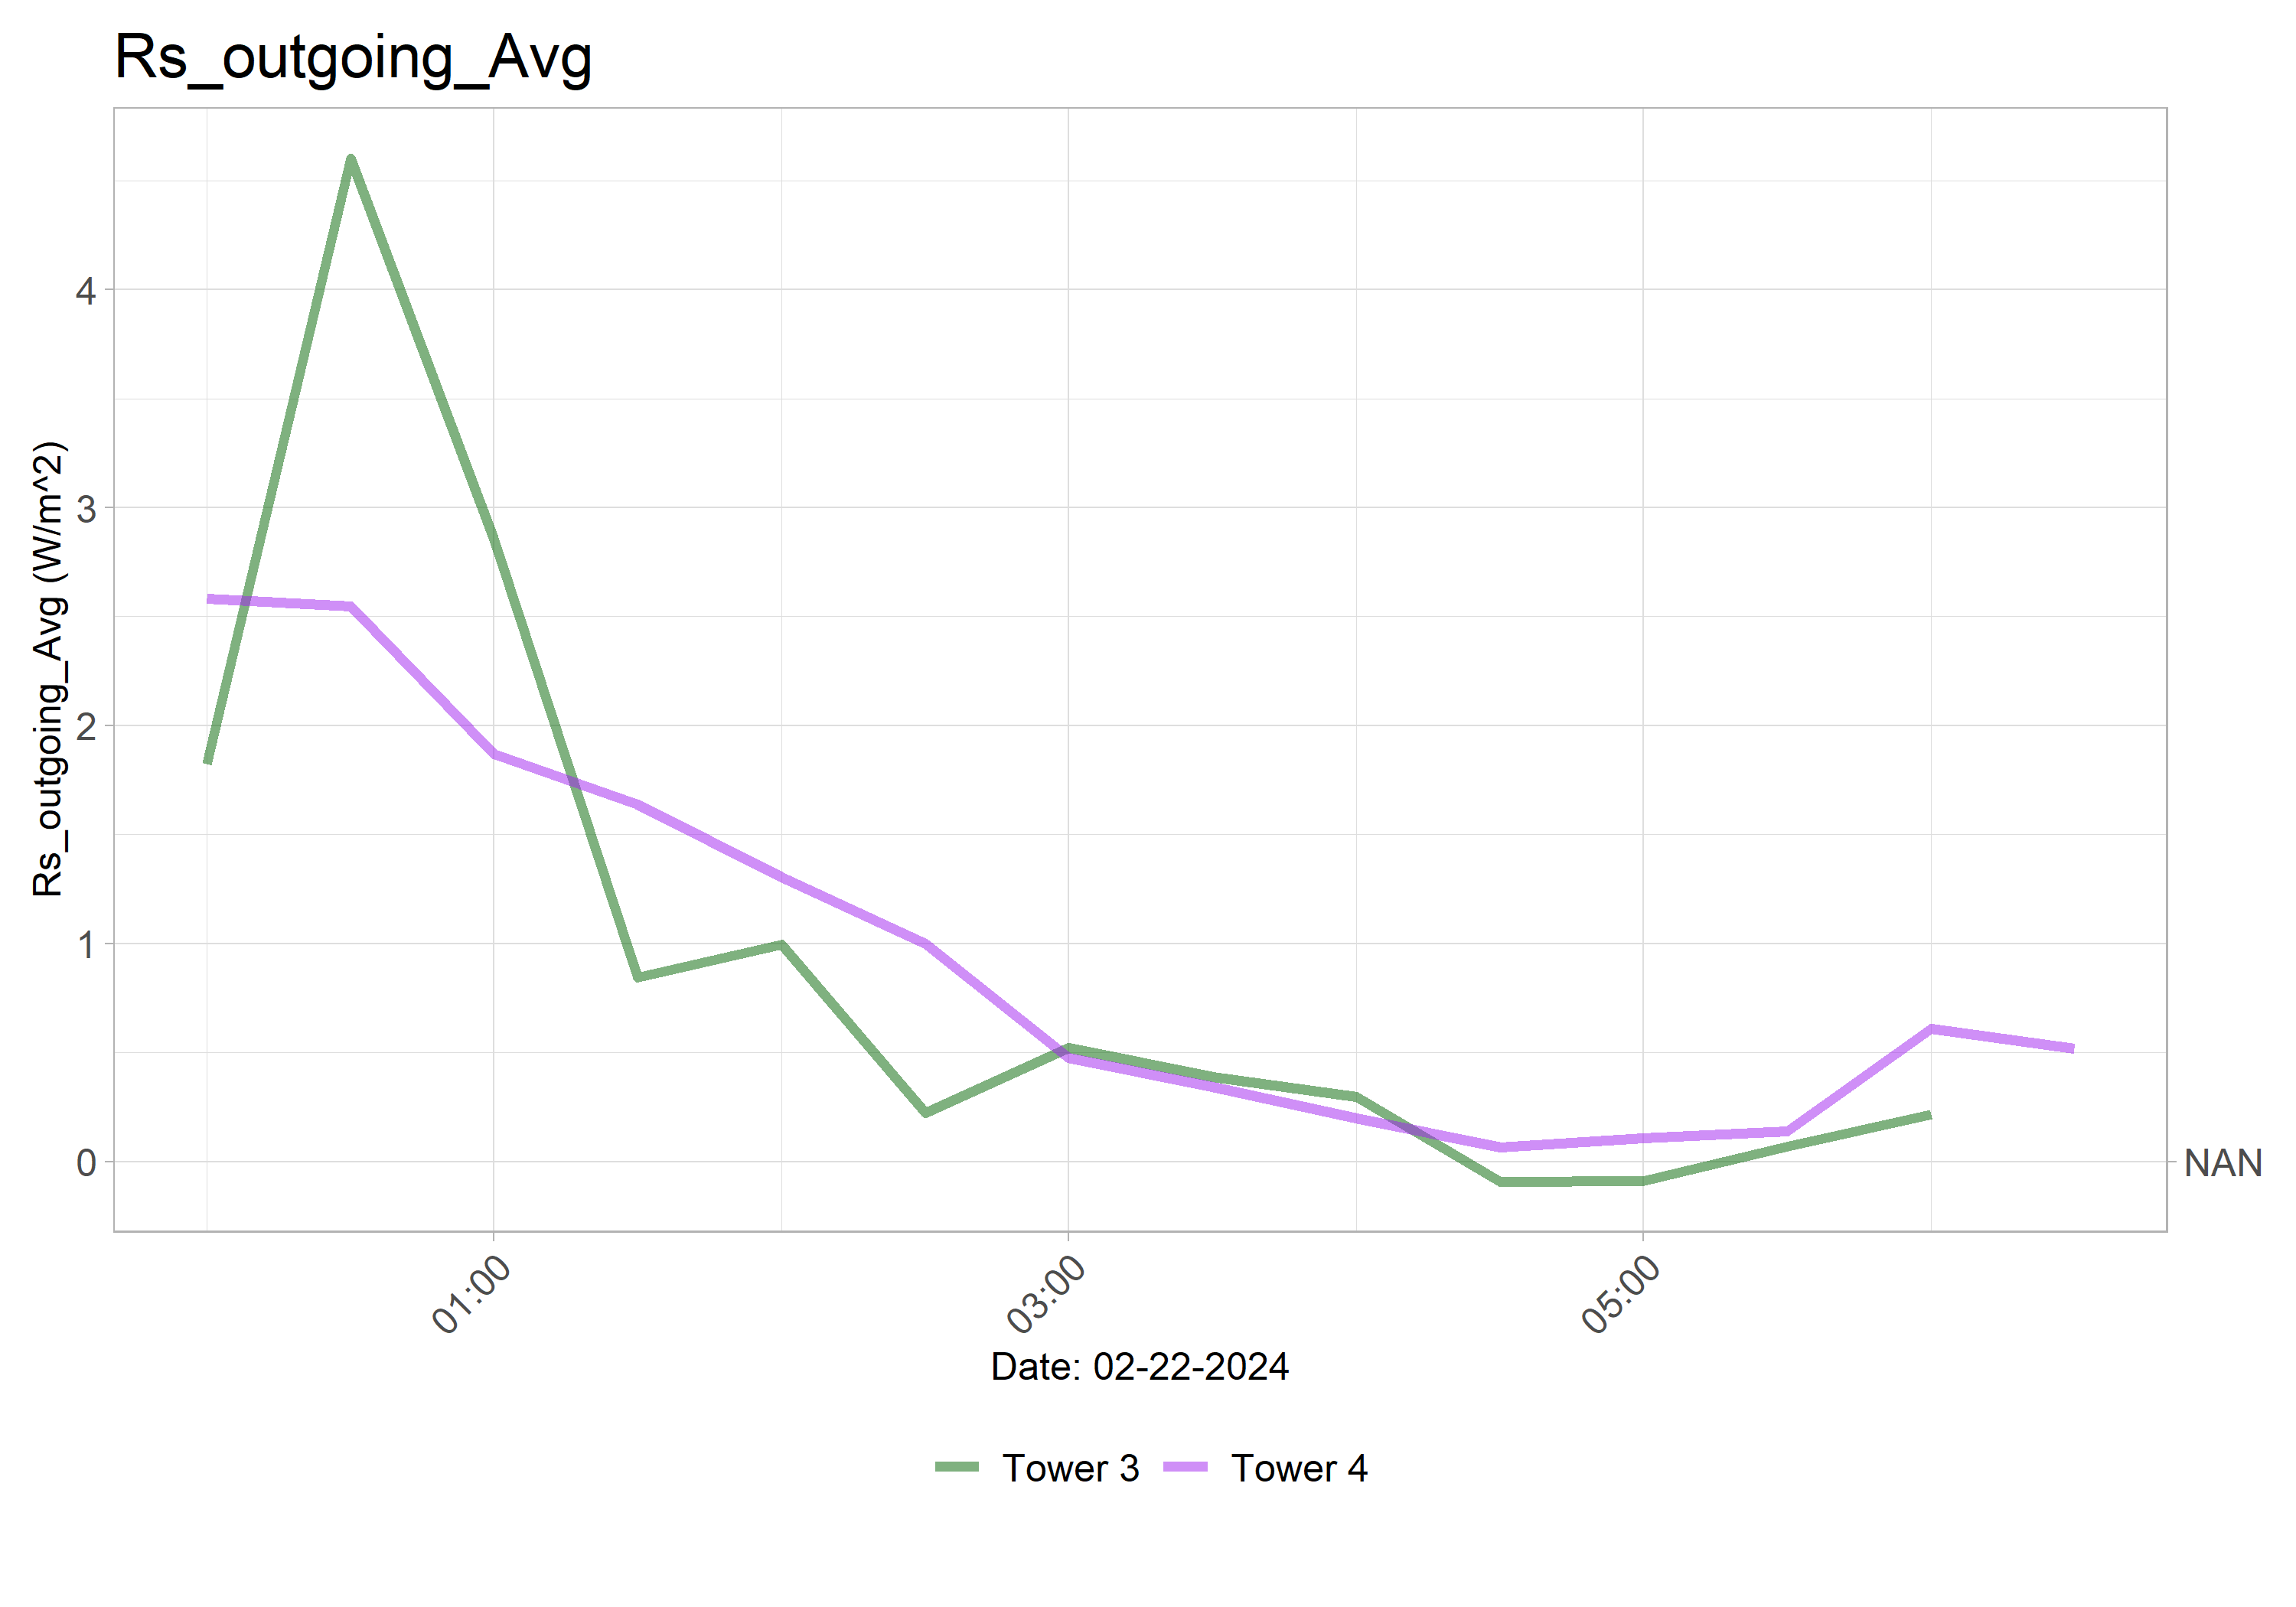 Rs_outgoing_Avg
Rs_outgoing_Avg (W/m^2)
4
3
2
1
0
NAN
01:00
03:00
05:00
Date: 02-22-2024
Tower 3
Tower 4